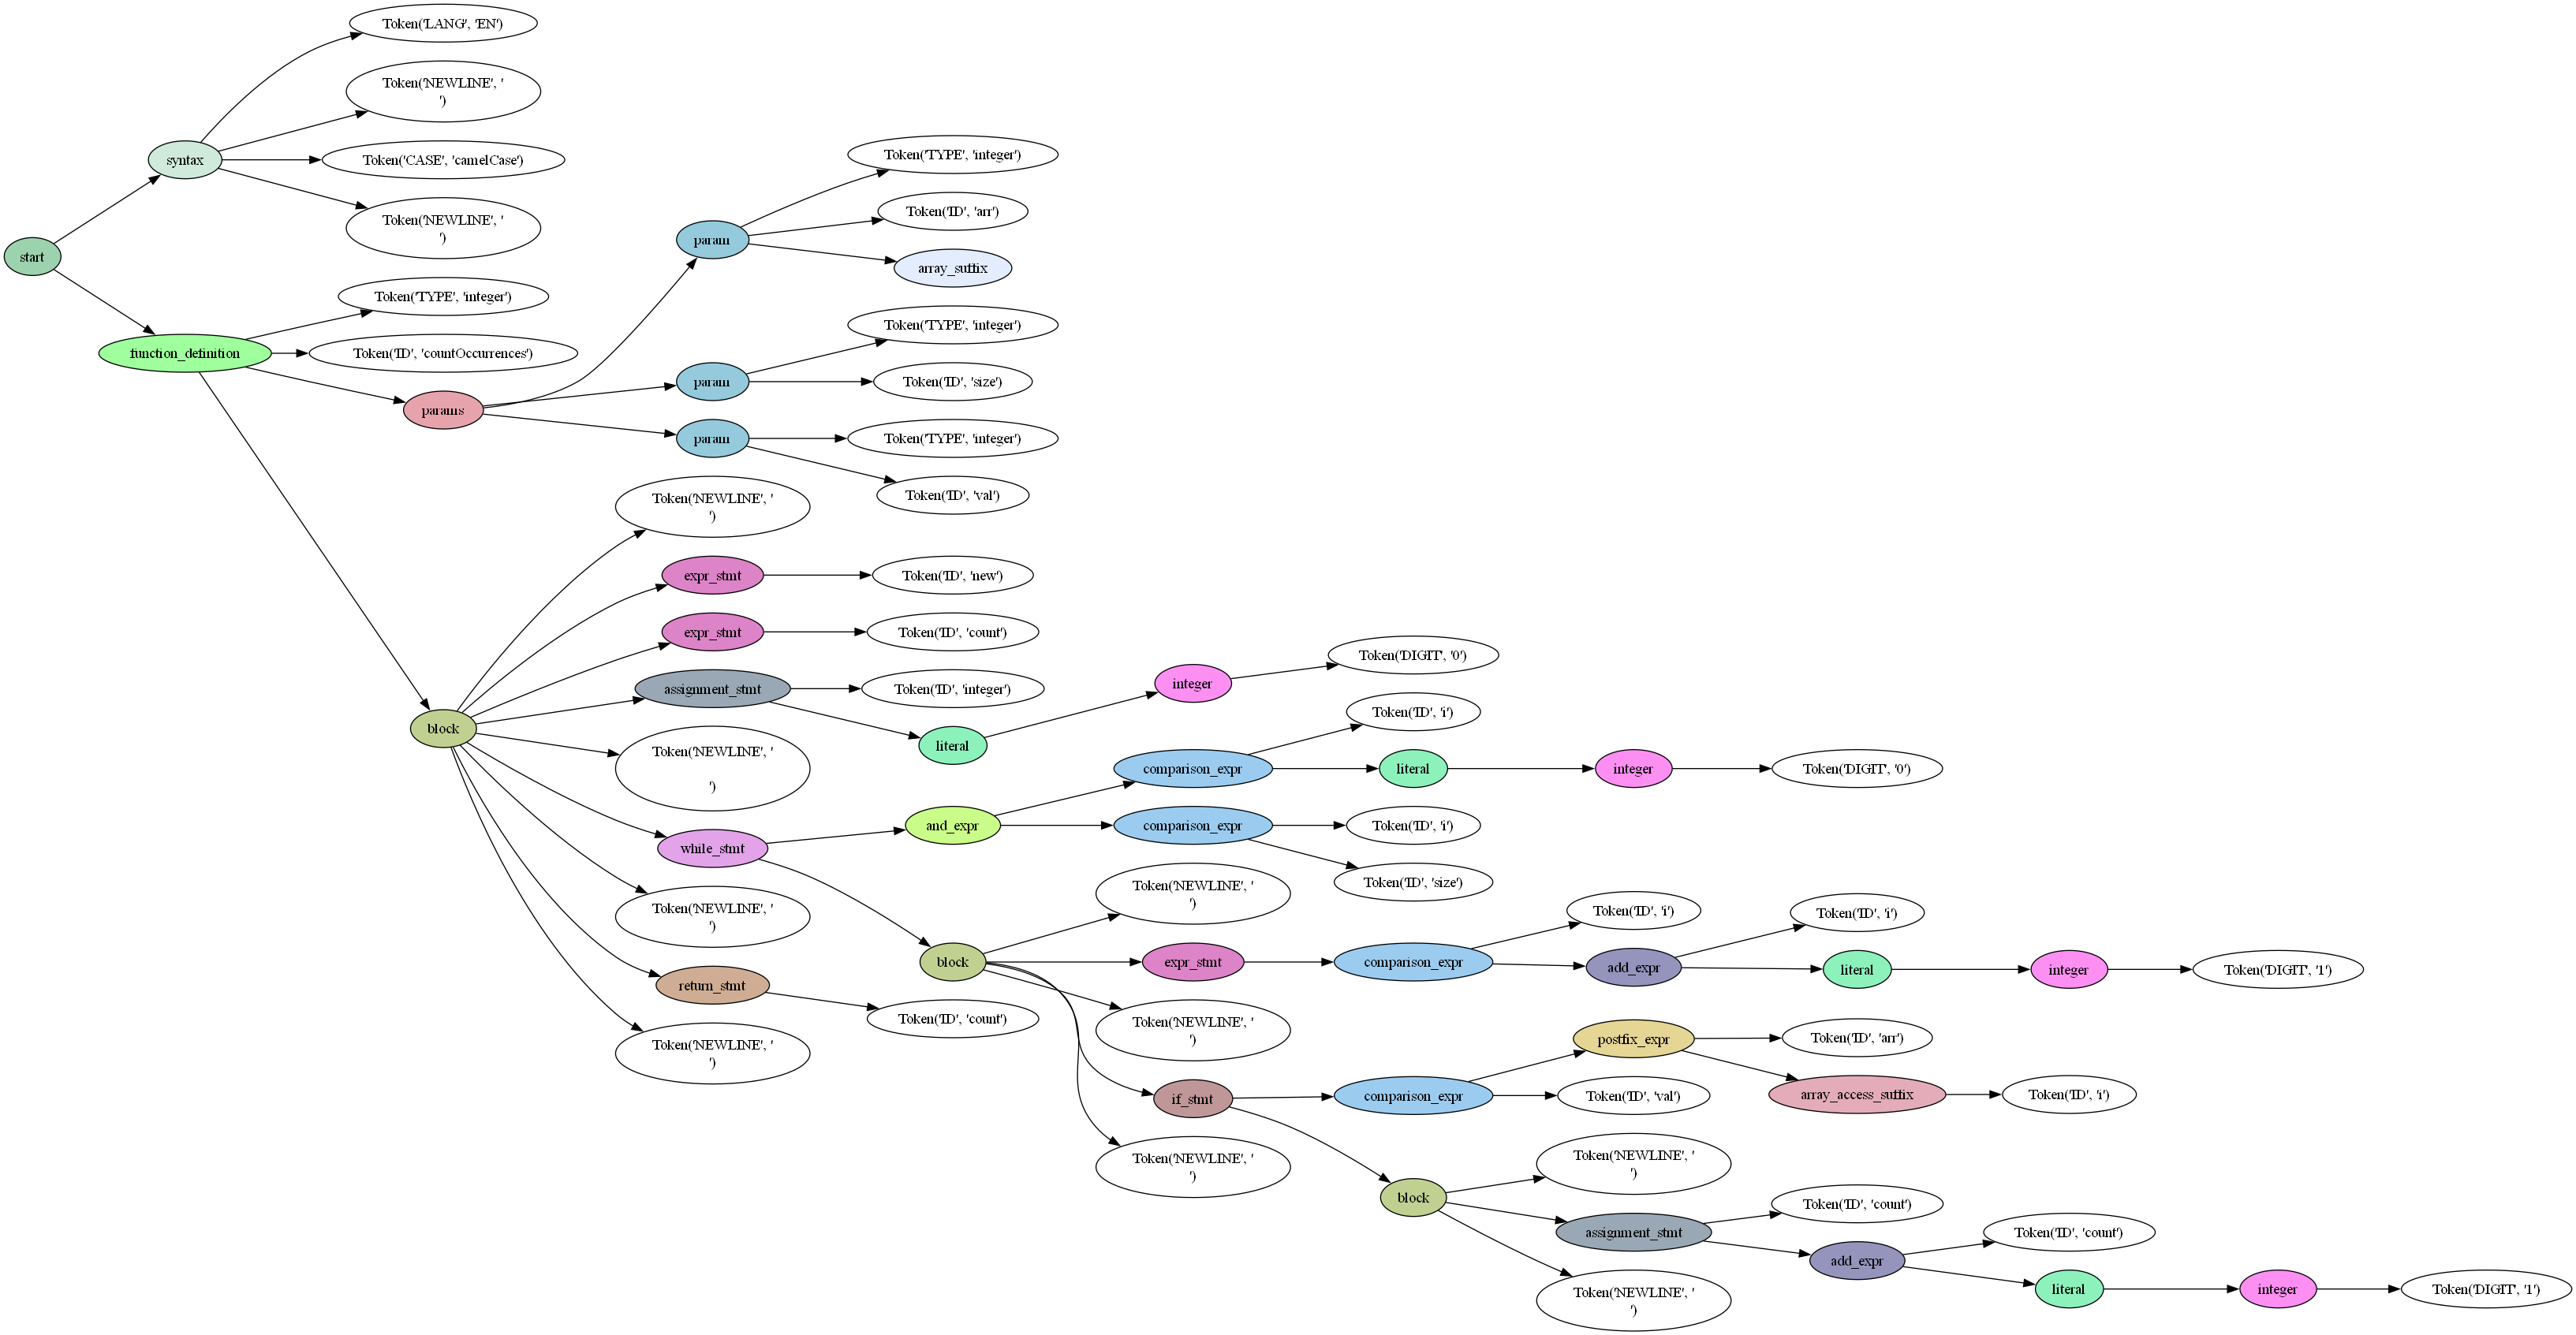 Token('LANG', 'EN')
Token('NEWLINE', '
')
syntax
Token('CASE', 'camelCase')
Token('NEWLINE', '
')
start
Token('TYPE', 'integer')
function_definition
Token('ID', 'countOccurrences')
params
Token('TYPE', 'integer')
param
Token('ID', 'arr')
array_suffix
Token('TYPE', 'integer')
param
Token('ID', 'size')
param
Token('TYPE', 'integer')
Token('ID', 'val')
Token('NEWLINE', '
')
expr_stmt
Token('ID', 'new')
expr_stmt
Token('ID', 'count')
assignment_stmt
Token('ID', 'integer')
literal
integer
Token('DIGIT', '0')
block
Token('NEWLINE', '
')
while_stmt
and_expr
comparison_expr
Token('ID', 'i')
literal
integer
Token('DIGIT', '0')
comparison_expr
Token('ID', 'i')
Token('ID', 'size')
block
Token('NEWLINE', '
')
expr_stmt
comparison_expr
Token('ID', 'i')
add_expr
Token('ID', 'i')
literal
integer
Token('DIGIT', '1')
Token('NEWLINE', '
')
if_stmt
comparison_expr
postfix_expr
Token('ID', 'arr')
array_access_suffix
Token('ID', 'i')
Token('ID', 'val')
block
Token('NEWLINE', '
')
assignment_stmt
Token('ID', 'count')
add_expr
Token('ID', 'count')
literal
integer
Token('DIGIT', '1')
Token('NEWLINE', '
')
Token('NEWLINE', '
')
Token('NEWLINE', '
')
return_stmt
Token('ID', 'count')
Token('NEWLINE', '
')